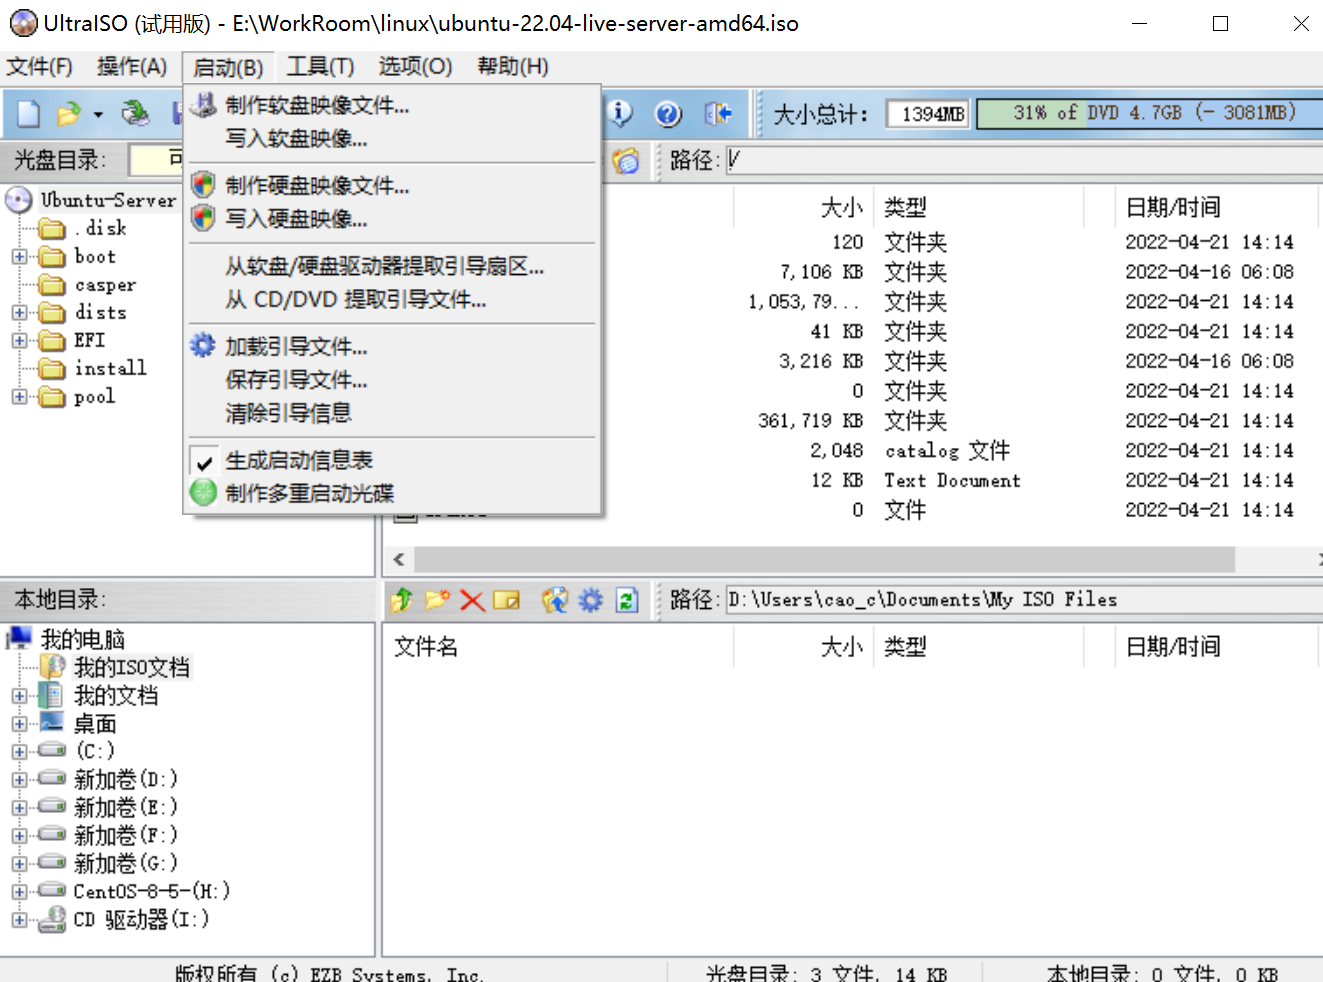 UltraISO (试用版) - E:\WorkRoom\linux\ubuntu-22.04-live-server-amd64.iso
文件(F) 操作(A) 启动(B) 工具(T) 选项(O) 帮助(H)
大小总计: 1394MB 31% of DVD 4.7GB (- 3081MB)
光盘目录: 可 路径: /
制作软盘映像文件...
写入软盘映像...
制作硬盘映像文件...
写入硬盘映像...
从软盘/硬盘驱动器提取引导扇区...
从 CD/DVD 提取引导文件...
加载引导文件...
保存引导文件...
清除引导信息
生成启动信息表
制作多重启动光碟
Ubuntu-Server
.disk
boot
casper
dists
EFI
install
pool
大小 类型 日期/时间
120 文件夹 2022-04-21 14:14
7,106 KB 文件夹 2022-04-16 06:08
1,053,79... 文件夹 2022-04-21 14:14
41 KB 文件夹 2022-04-21 14:14
3,216 KB 文件夹 2022-04-16 06:08
0 文件夹 2022-04-21 14:14
361,719 KB 文件夹 2022-04-21 14:14
2,048 catalog 文件 2022-04-21 14:14
12 KB Text Document 2022-04-21 14:14
0 文件 2022-04-21 14:14
本地目录: 路径: D:\Users\cao_c\Documents\My ISO Files
我的电脑
我的ISO文档
我的文档
桌面
(C:)
新加卷(D:)
新加卷(E:)
新加卷(F:)
新加卷(G:)
CentOS-8-5-(H:)
CD 驱动器(I:)
文件名 大小 类型 日期/时间
版权所有 (c) EZB Systems, Inc. 光盘目录: 3 文件, 14 KB 本地目录: 0 文件, 0 KB